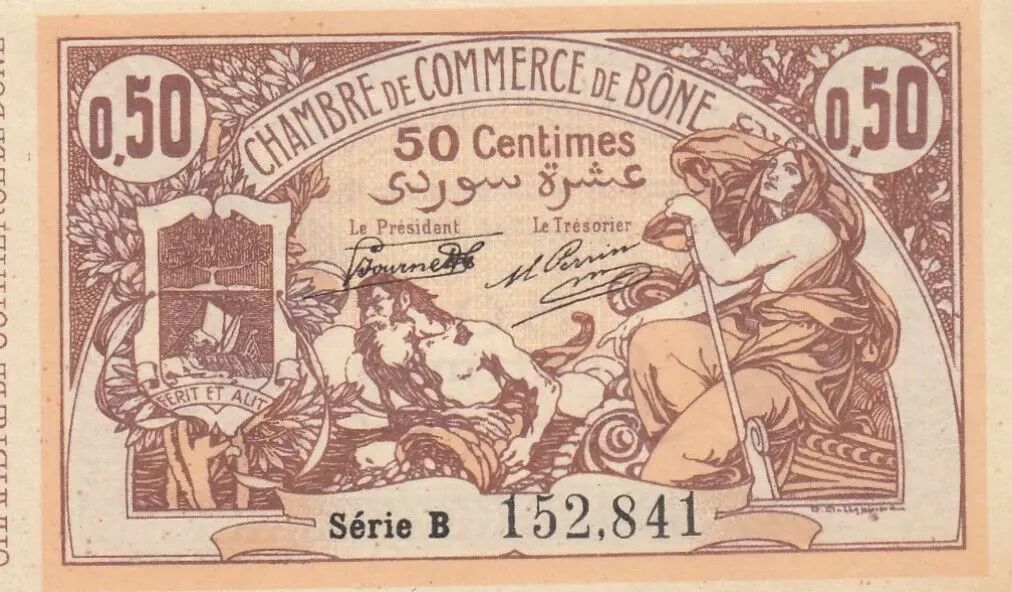 0,50
CHAMBRE DE COMMERCE DE BÔNE
0,50
50 Centimes
عشرة سوردى
Le Président
Le Trésorier
SERIT ET ALIT
Série B
152,841